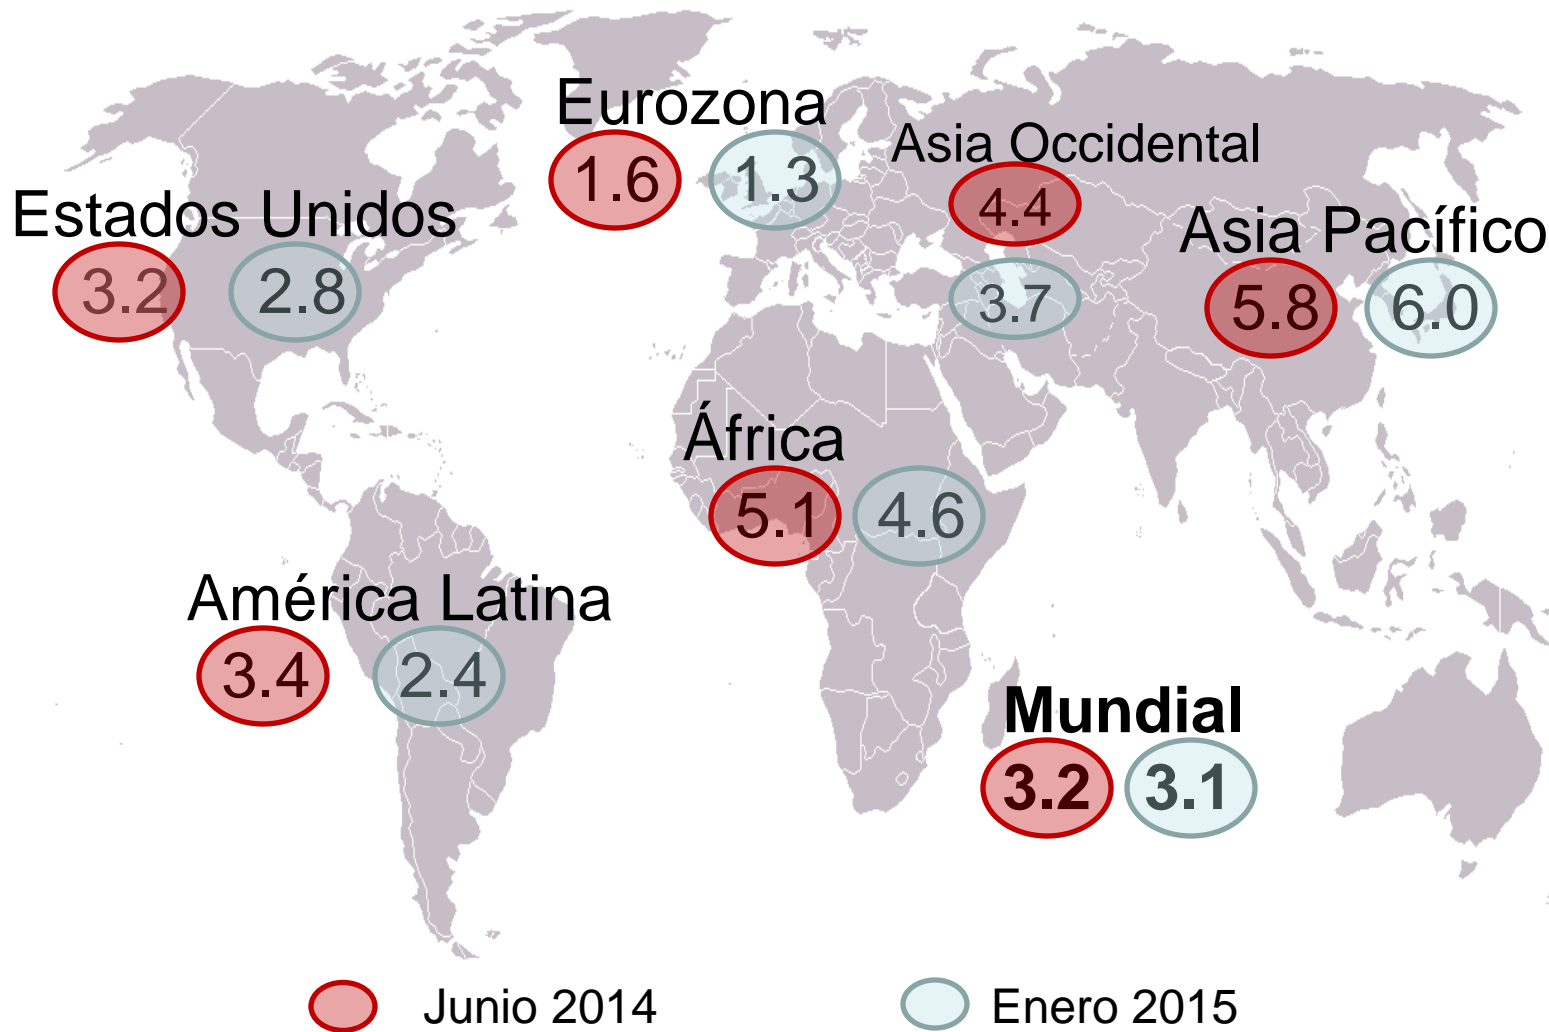 Eurozona
1.6 1.3
Asia Occidental
4.4
3.7
Estados Unidos
3.2 2.8
Asia Pacífico
5.8 6.0
África
5.1 4.6
América Latina
3.4 2.4
Mundial
3.2 3.1
Junio 2014 Enero 2015